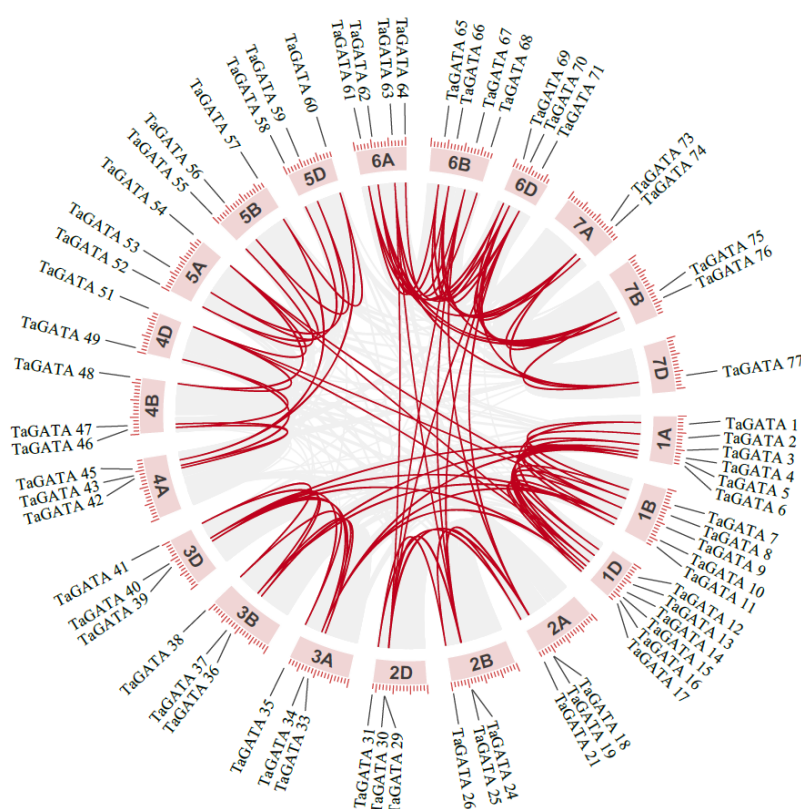 TaGATA 1
TaGATA 2
TaGATA 3
TaGATA 4
TaGATA 5
TaGATA 6
TaGATA 7
TaGATA 8
TaGATA 9
TaGATA 10
TaGATA 11
TaGATA 12
TaGATA 13
TaGATA 14
TaGATA 15
TaGATA 16
TaGATA 17
TaGATA 18
TaGATA 19
TaGATA 21
TaGATA 24
TaGATA 25
TaGATA 26
TaGATA 29
TaGATA 30
TaGATA 31
TaGATA 33
TaGATA 34
TaGATA 35
TaGATA 36
TaGATA 37
TaGATA 38
TaGATA 39
TaGATA 40
TaGATA 41
TaGATA 42
TaGATA 43
TaGATA 45
TaGATA 46
TaGATA 47
TaGATA 48
TaGATA 49
TaGATA 51
TaGATA 52
TaGATA 53
TaGATA 54
TaGATA 55
TaGATA 56
TaGATA 57
TaGATA 58
TaGATA 59
TaGATA 60
TaGATA 61
TaGATA 62
TaGATA 63
TaGATA 64
TaGATA 65
TaGATA 66
TaGATA 67
TaGATA 68
TaGATA 69
TaGATA 70
TaGATA 71
TaGATA 73
TaGATA 74
TaGATA 75
TaGATA 76
TaGATA 77
1A
1B
1D
2A
2B
2D
3A
3B
3D
4A
4B
4D
5A
5B
5D
6A
6B
6D
7A
7B
7D